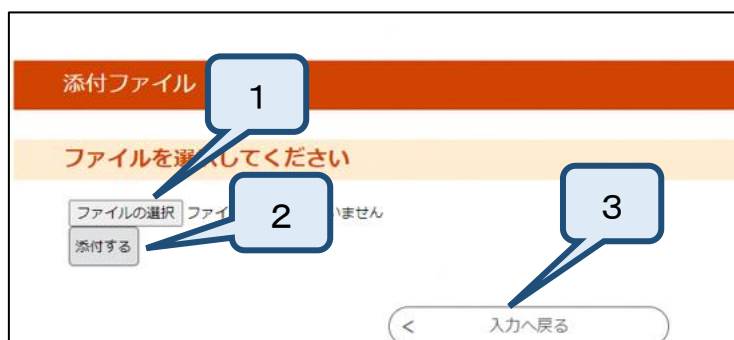 添付ファイル
1
ファイルを選 してください
ファイルの選択 ファイ いません
2
3
添付する
< 入力へ戻る